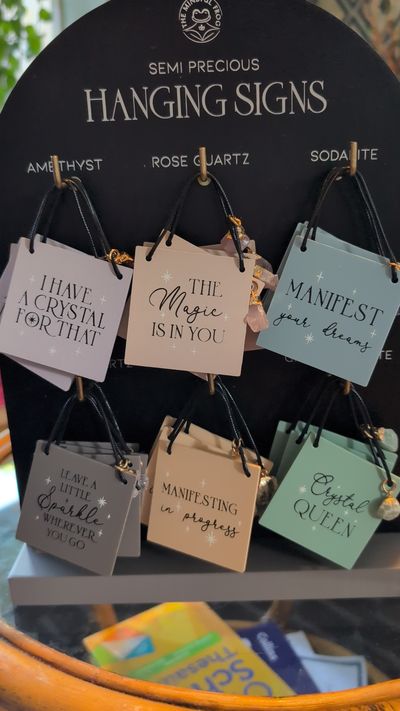 THE MINDFUL FROG
SEMI PRECIOUS
HANGING SIGNS
AMETHYST
ROSE QUARTZ
SODALITE
I HAVE
A CRYSTAL
FOR THAT
THE
Magic
IS IN YOU
MANIFEST
your dreams
LEAVE A
LITTLE
Sparkle
WHEREVER
YOU GO
MANIFESTING
in progress
Crystal
QUEEN
Collins